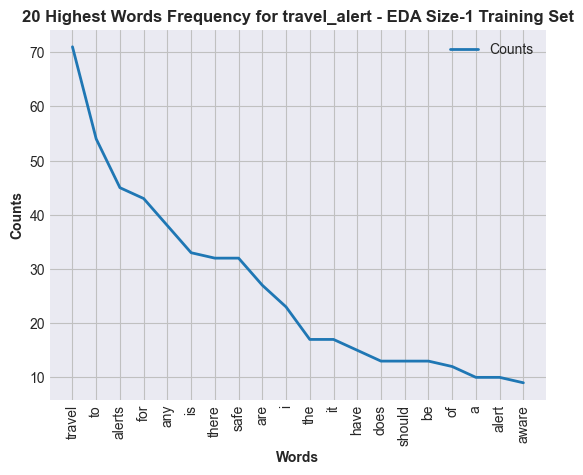 20 Highest Words Frequency for travel_alert - EDA Size-1 Training Set
Counts
70
60
50
40
30
20
10
Counts
travel
to
alerts
for
any
is
there
safe
are
i
the
it
have
does
should
be
of
a
alert
aware
Words